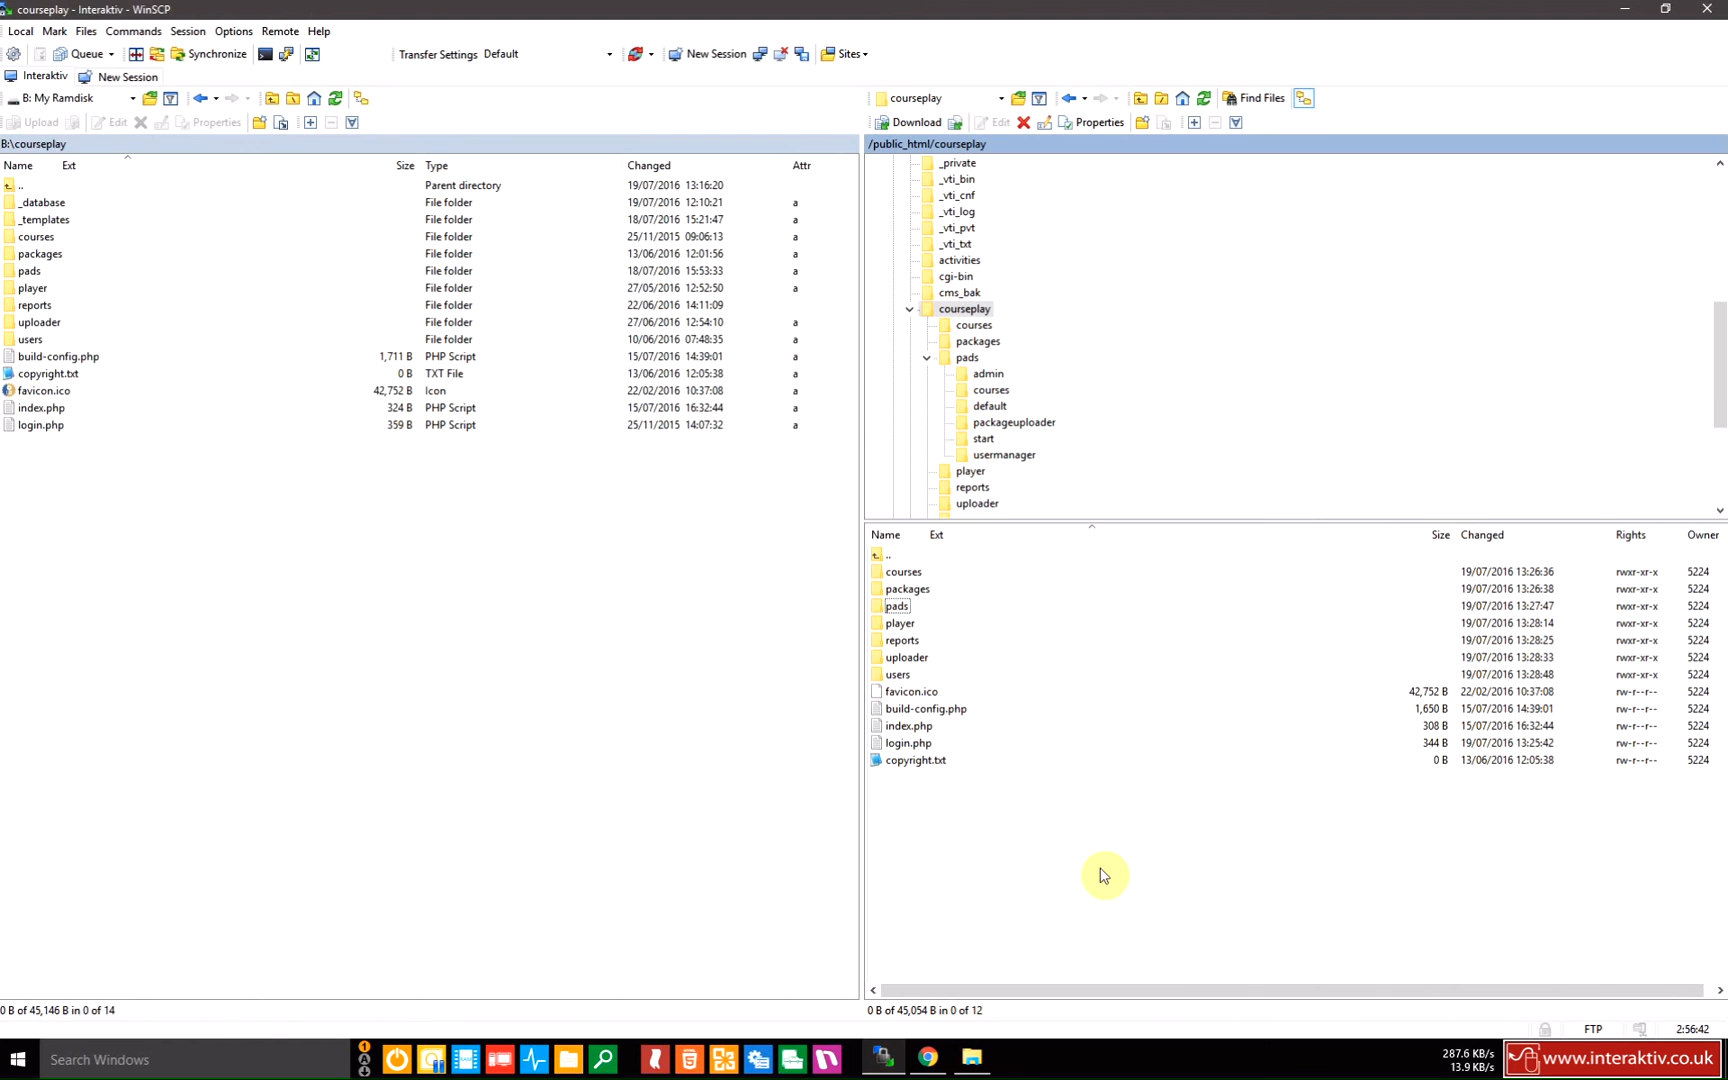 courseplay - Interaktiv - WinSCP
Local Mark Files Commands Session Options Remote Help
Queue Synchronize Transfer Settings Default New Session Sites
Interaktiv New Session
B: My Ramdisk
Upload Edit Properties
B:\courseplay
Name Ext Size Type Changed Attr
.. Parent directory 19/07/2016 13:16:20
_database File folder 19/07/2016 12:10:21 a
_templates File folder 18/07/2016 15:21:47 a
courses File folder 25/11/2015 09:06:13 a
packages File folder 13/06/2016 12:01:56 a
pads File folder 18/07/2016 15:53:33 a
player File folder 27/05/2016 12:52:50 a
reports File folder 22/06/2016 14:11:09
uploader File folder 27/06/2016 12:54:10 a
users File folder 10/06/2016 07:48:35 a
build-config.php 1,711 B PHP Script 15/07/2016 14:39:01 a
copyright.txt 0 B TXT File 13/06/2016 12:05:38 a
favicon.ico 42,752 B Icon 22/02/2016 10:37:08 a
index.php 324 B PHP Script 15/07/2016 16:32:44 a
login.php 359 B PHP Script 25/11/2015 14:07:32 a
0 B of 45,146 B in 0 of 14
courseplay Find Files
Download Edit Properties
/public_html/courseplay
_private
_vti_bin
_vti_cnf
_vti_log
_vti_pvt
_vti_txt
activities
cgi-bin
cms_bak
courseplay
courses
packages
pads
admin
courses
default
packageuploader
start
usermanager
player
reports
uploader
Name Ext Size Changed Rights Owner
..
courses 19/07/2016 13:26:36 rwxr-xr-x 5224
packages 19/07/2016 13:26:38 rwxr-xr-x 5224
pads 19/07/2016 13:27:47 rwxr-xr-x 5224
player 19/07/2016 13:28:14 rwxr-xr-x 5224
reports 19/07/2016 13:28:25 rwxr-xr-x 5224
uploader 19/07/2016 13:28:33 rwxr-xr-x 5224
users 19/07/2016 13:28:48 rwxr-xr-x 5224
favicon.ico 42,752 B 22/02/2016 10:37:08 rw-r--r-- 5224
build-config.php 1,650 B 15/07/2016 14:39:01 rw-r--r-- 5224
index.php 308 B 15/07/2016 16:32:44 rw-r--r-- 5224
login.php 344 B 19/07/2016 13:25:42 rw-r--r-- 5224
copyright.txt 0 B 13/06/2016 12:05:38 rw-r--r-- 5224
0 B of 45,054 B in 0 of 12
FTP 2:56:42
Search Windows
1
A
287.6 KB/s
13.9 KB/s
www.interaktiv.co.uk